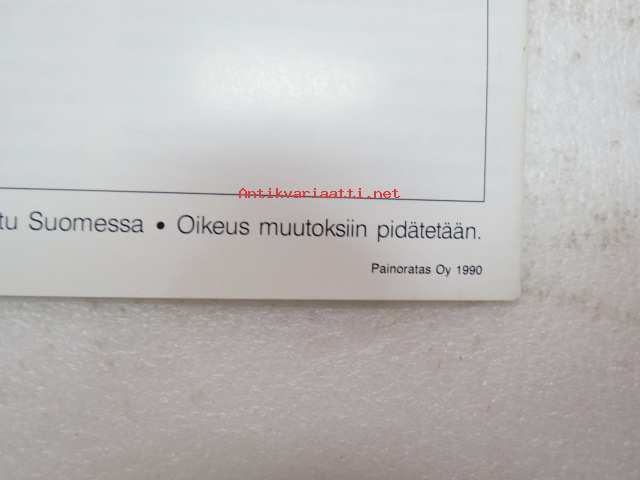 Antikvariaatti.net
tu Suomessa • Oikeus muutoksiin pidätetään.
Painoratas Oy 1990